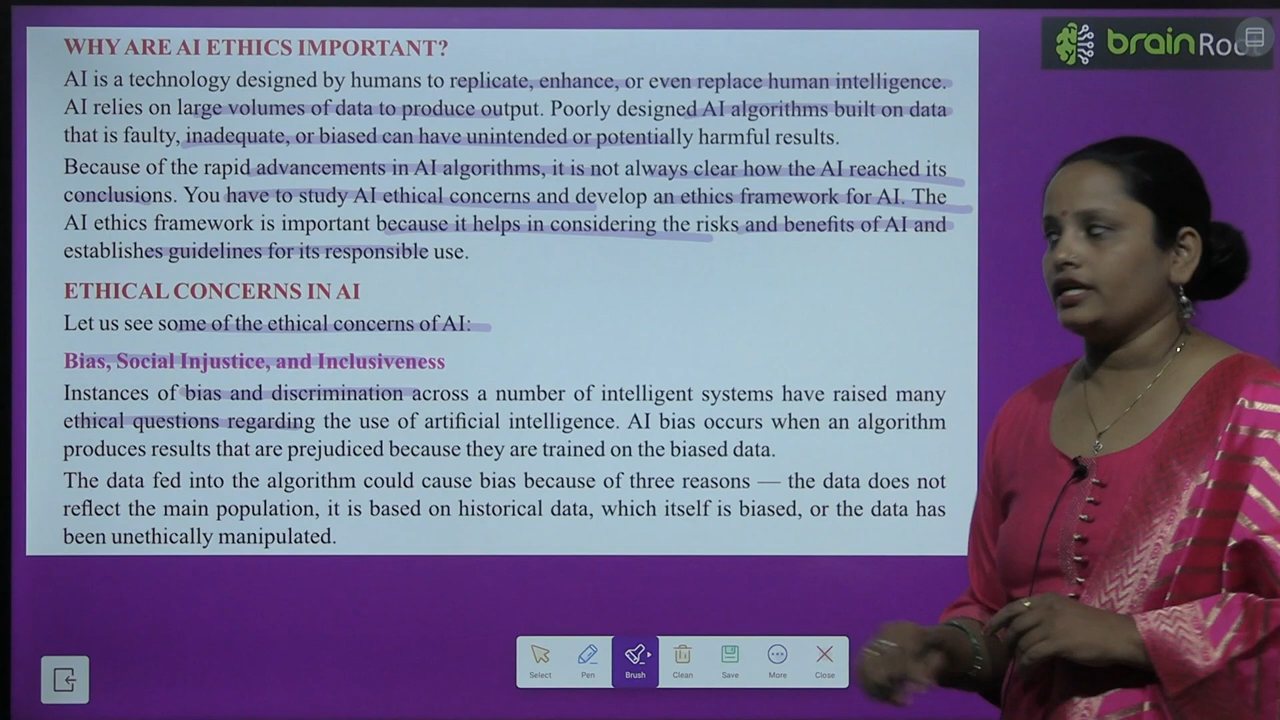 WHY ARE AI ETHICS IMPORTANT?
AI is a technology designed by humans to replicate, enhance, or even replace human intelligence.
AI relies on large volumes of data to produce output. Poorly designed AI algorithms built on data
that is faulty, inadequate, or biased can have unintended or potentially harmful results.
Because of the rapid advancements in AI algorithms, it is not always clear how the AI reached its
conclusions. You have to study AI ethical concerns and develop an ethics framework for AI. The
AI ethics framework is important because it helps in considering the risks and benefits of AI and
establishes guidelines for its responsible use.
ETHICAL CONCERNS IN AI
Let us see some of the ethical concerns of AI:
Bias, Social Injustice, and Inclusiveness
Instances of bias and discrimination across a number of intelligent systems have raised many
ethical questions regarding the use of artificial intelligence. AI bias occurs when an algorithm
produces results that are prejudiced because they are trained on the biased data.
The data fed into the algorithm could cause bias because of three reasons — the data does not
reflect the main population, it is based on historical data, which itself is biased, or the data has
been unethically manipulated.
Select Pen Brush Clean Save More Close